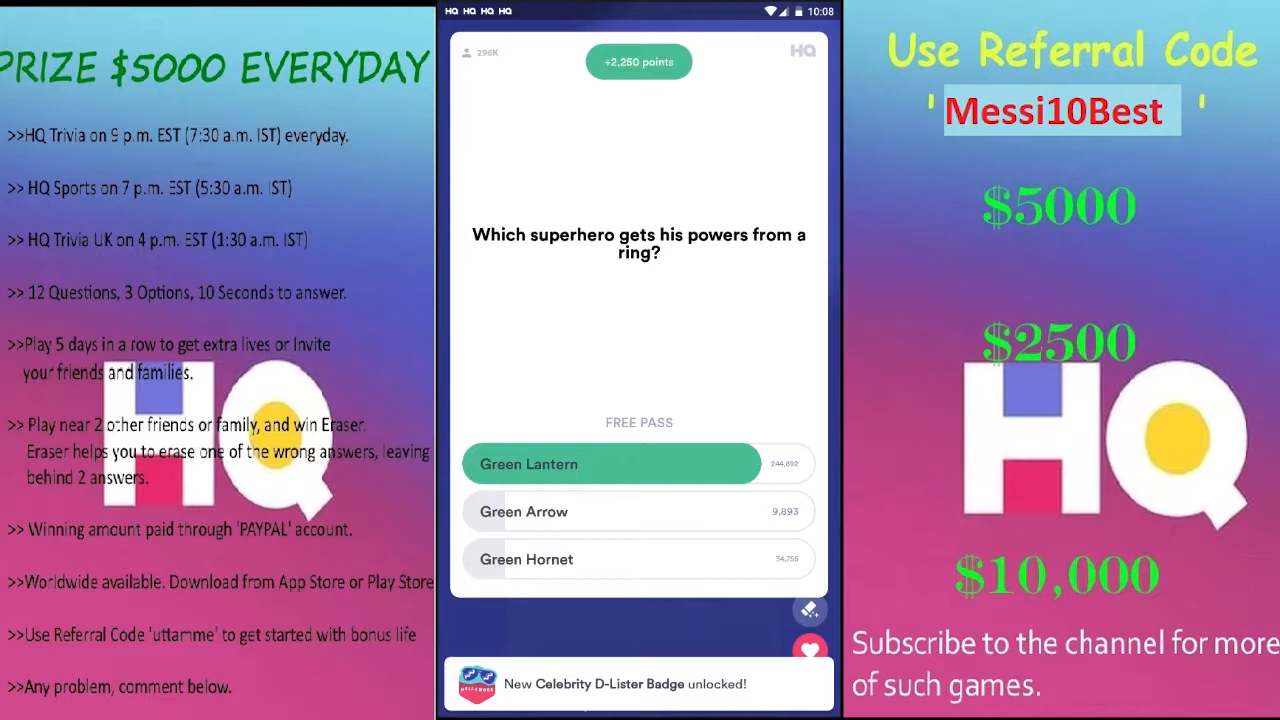 PRIZE $5000 EVERYDAY
>>HQ Trivia on 9 p.m. EST (7:30 a.m. IST) everyday.
>> HQ Sports on 7 p.m. EST (5:30 a.m. IST)
>> HQ Trivia UK on 4 p.m. EST (1:30 a.m. IST)
>> 12 Questions, 3 Options, 10 Seconds to answer.
>>Play 5 days in a row to get extra lives or Invite
your friends and families.
>> Play near 2 other friends or family, and win Eraser.
Eraser helps you to erase one of the wrong answers, leaving
behind 2 answers.
>> Winning amount paid through 'PAYPAL' account.
>>Worldwide available. Download from App Store or Play Store
>>Use Referral Code 'uttamme' to get started with bonus life
>>Any problem, comment below.
HQ
HQ HQ HQ HQ 10:08
296K
+2,250 points
HQ
Which superhero gets his powers from a
ring?
FREE PASS
Green Lantern 244,892
Green Arrow 9,893
Green Hornet 34,755
New Celebrity D-Lister Badge unlocked!
Use Referral Code
' Messi10Best '
$5000
$2500
HQ
$10,000
Subscribe to the channel for more
of such games.